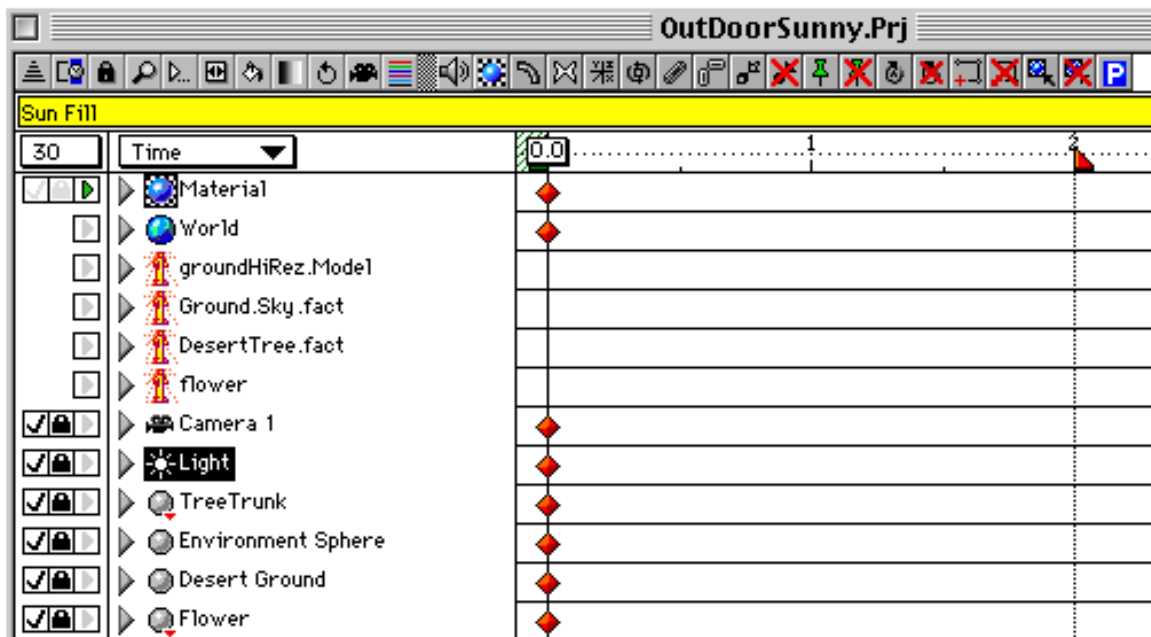 OutDoorSunny.Prj
Sun Fill
30 Time 0.0 1 2
Material
World
groundHiRez.Model
Ground.Sky.fact
DesertTree.fact
flower
Camera 1
Light
TreeTrunk
Environment Sphere
Desert Ground
Flower